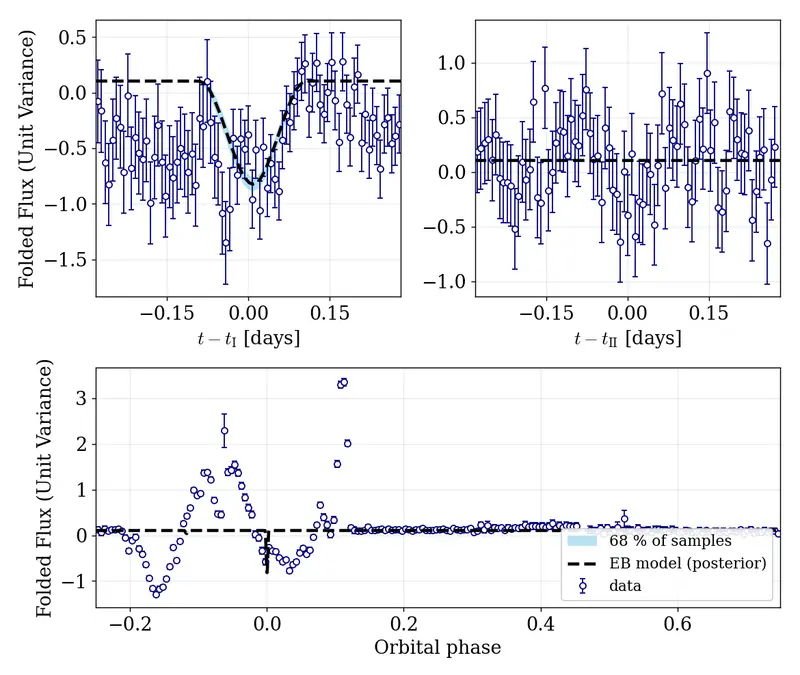 Folded Flux (Unit Variance)
0.5
0.0
−0.5
−1.0
−1.5
−0.15 0.00 0.15
t − tI [days]
1.0
0.5
0.0
−0.5
−1.0
−0.15 0.00 0.15
t − tII [days]
Folded Flux (Unit Variance)
3
2
1
0
−1
68 % of samples
EB model (posterior)
data
−0.2 0.0 0.2 0.4 0.6
Orbital phase